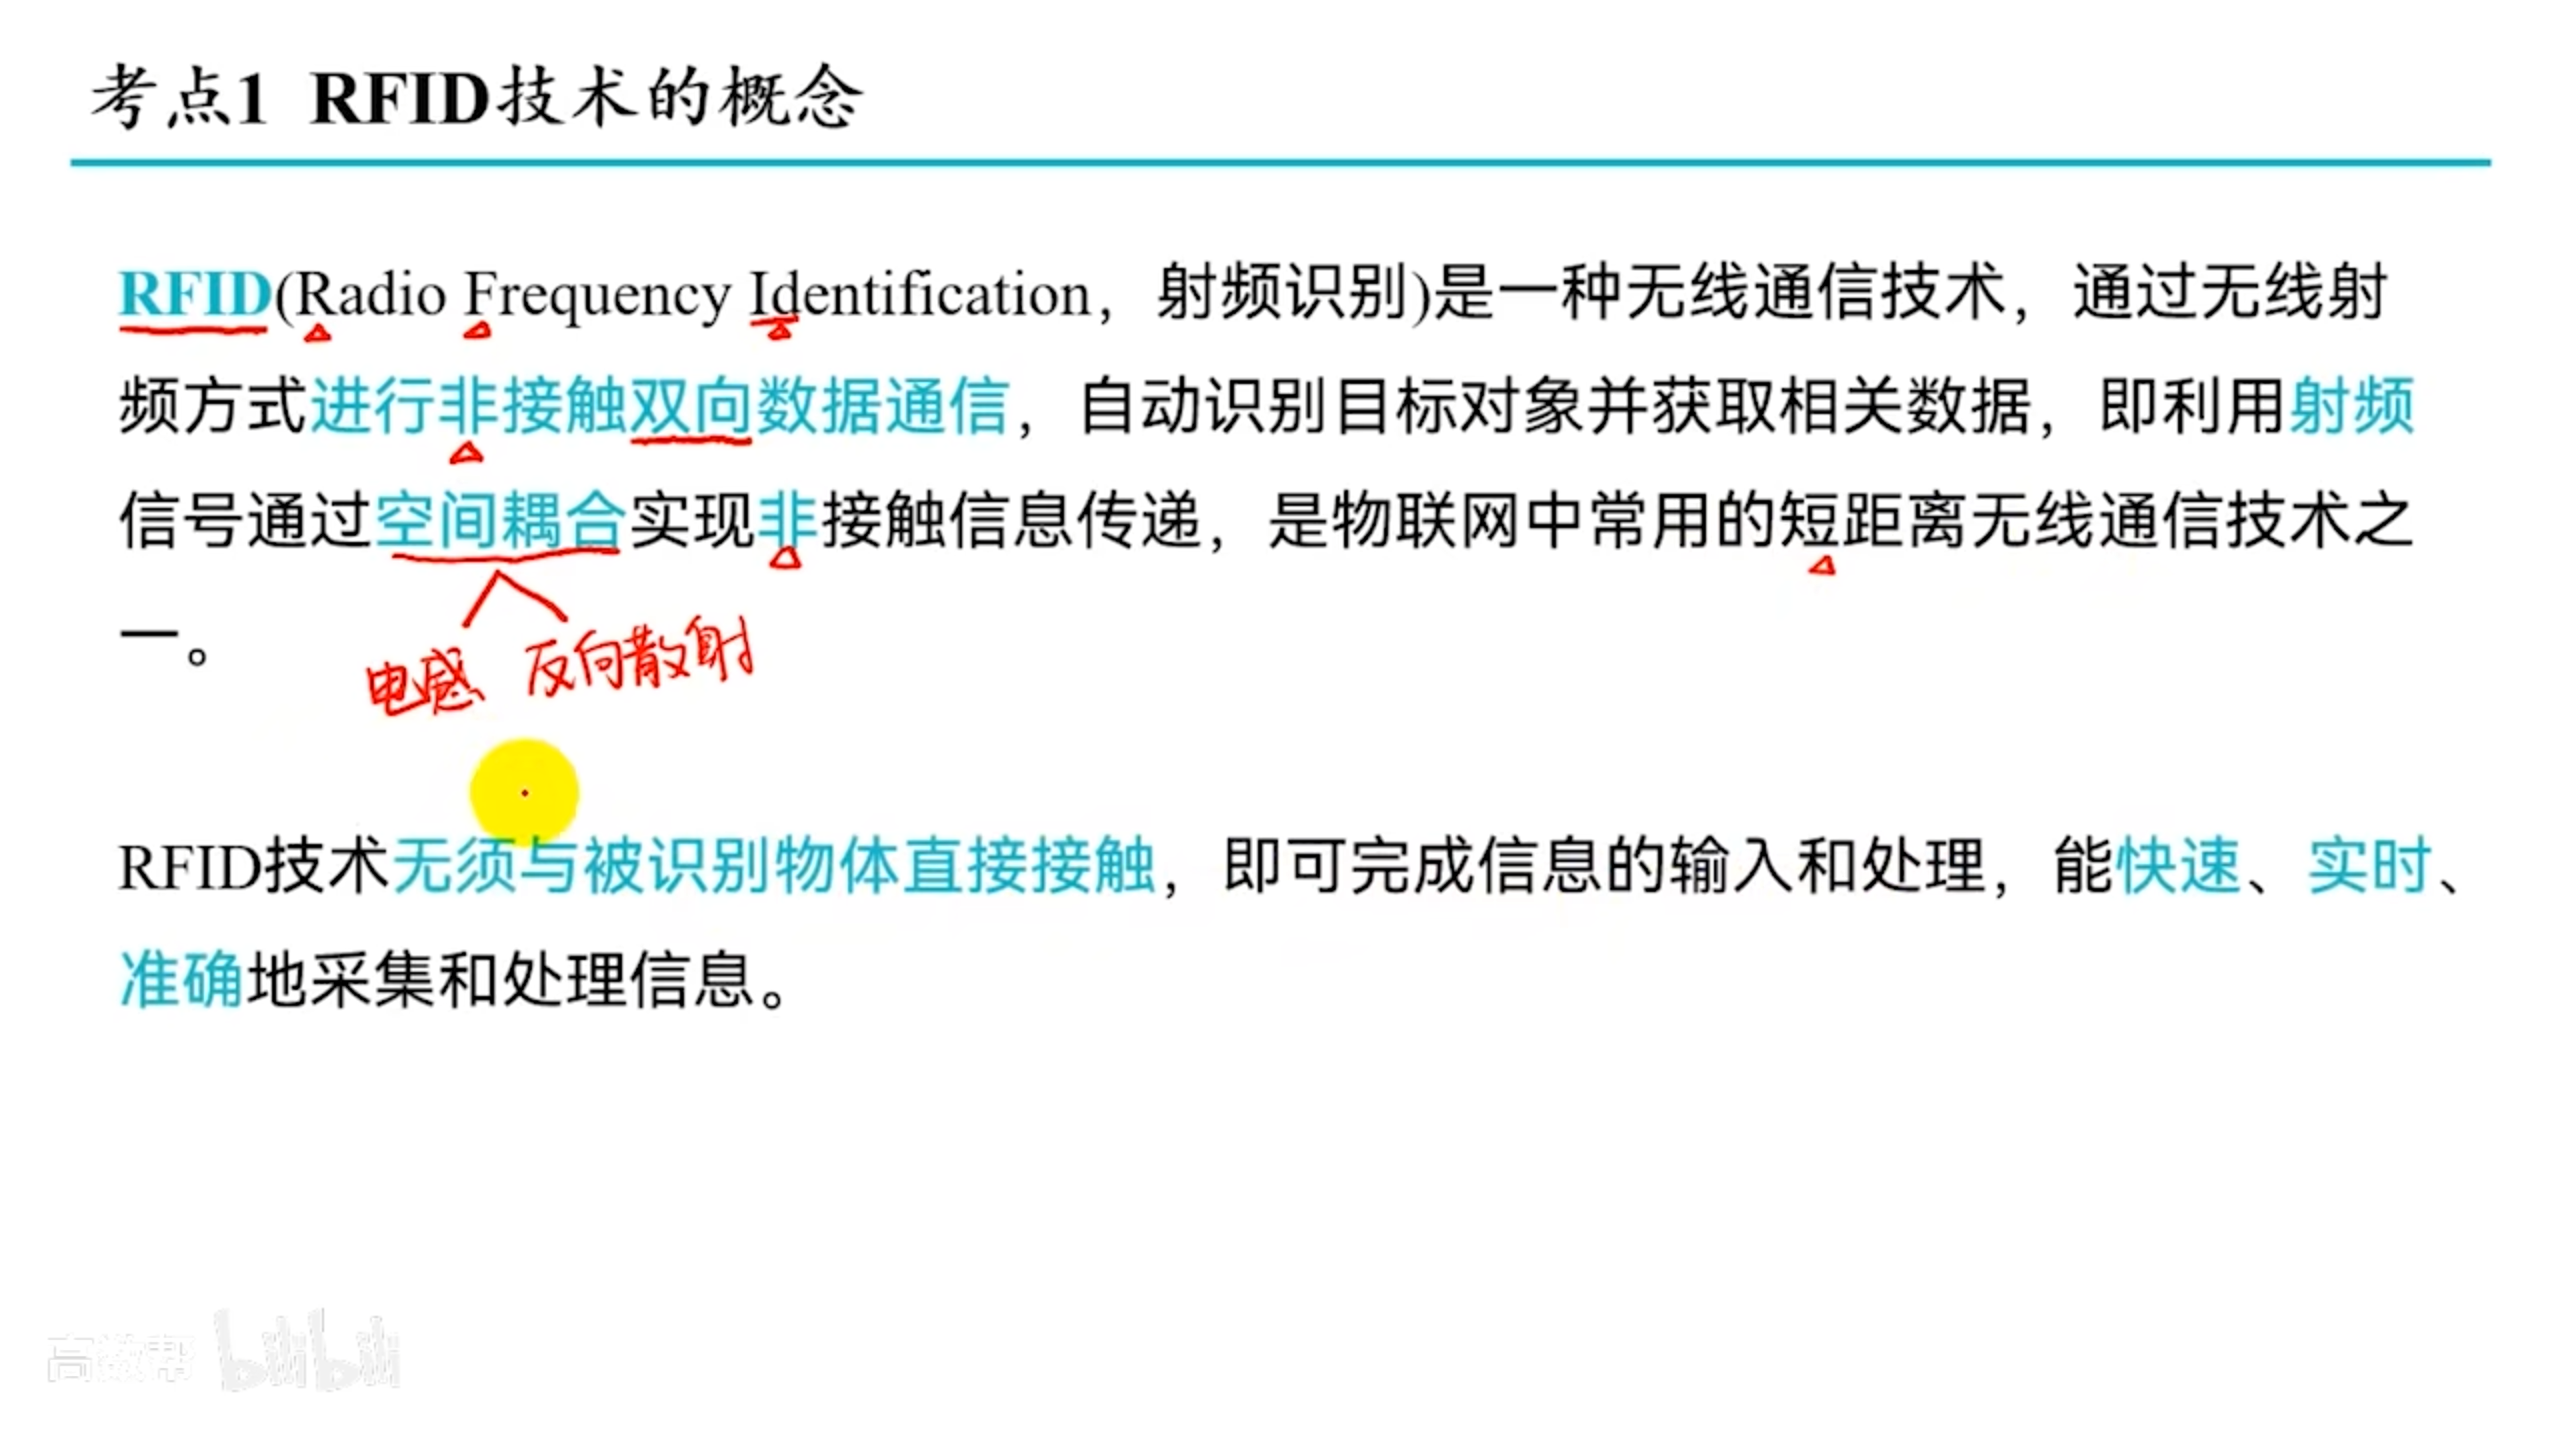 考点1 RFID技术的概念
RFID(Radio Frequency Identification，射频识别)是一种无线通信技术，通过无线射
频方式进行非接触双向数据通信，自动识别目标对象并获取相关数据，即利用射频
信号通过空间耦合实现非接触信息传递，是物联网中常用的短距离无线通信技术之
一。
电感 反向散射
RFID技术无须与被识别物体直接接触，即可完成信息的输入和处理，能快速、实时、
准确地采集和处理信息。
高数帮 bilibili